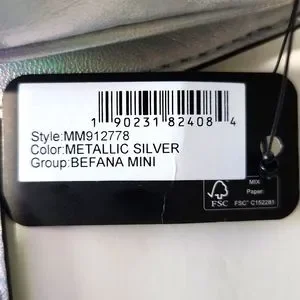 1 90231 82408 4
Style:MM912778
Color:METALLIC SILVER
Group:BEFANA MINI
FSC
MIX
Paper
FSC® C152281